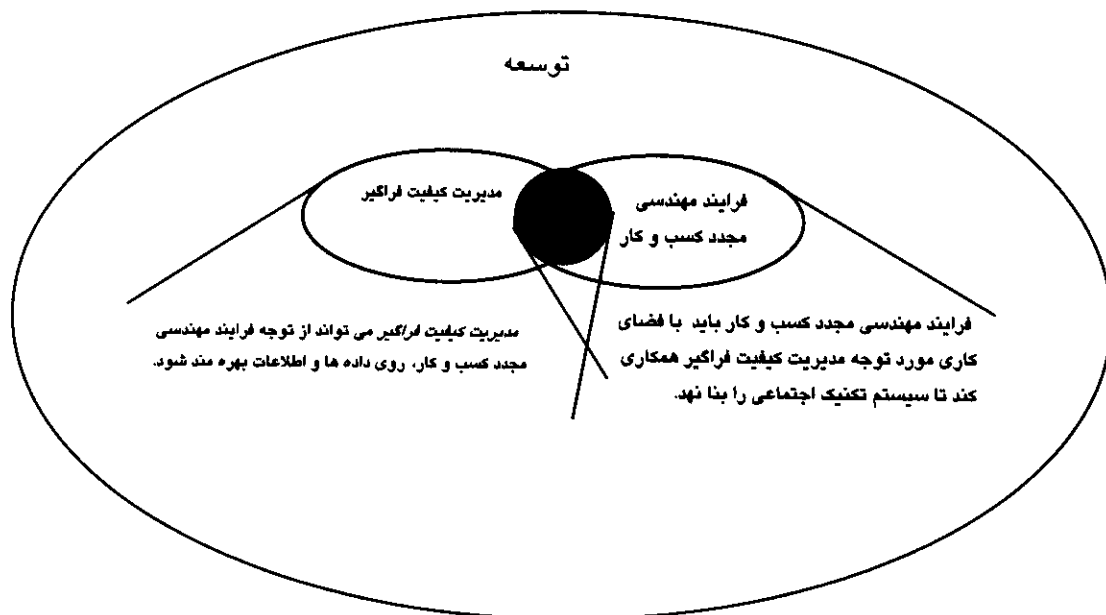 توسعه
فرایند مهندسی
مجدد کسب و کار
مدیریت کیفیت فراگیر
فرایند مهندسی مجدد کسب و کار باید با فضای
کاری مورد توجه مدیریت کیفیت فراگیر همکاری
کند تا سیستم تکنیک اجتماعی را بنا نهد.
مدیریت کیفیت فراگیر می تواند از توجه فرایند مهندسی
مجدد کسب و کار، روی داده ها و اطلاعات بهره مند شود.